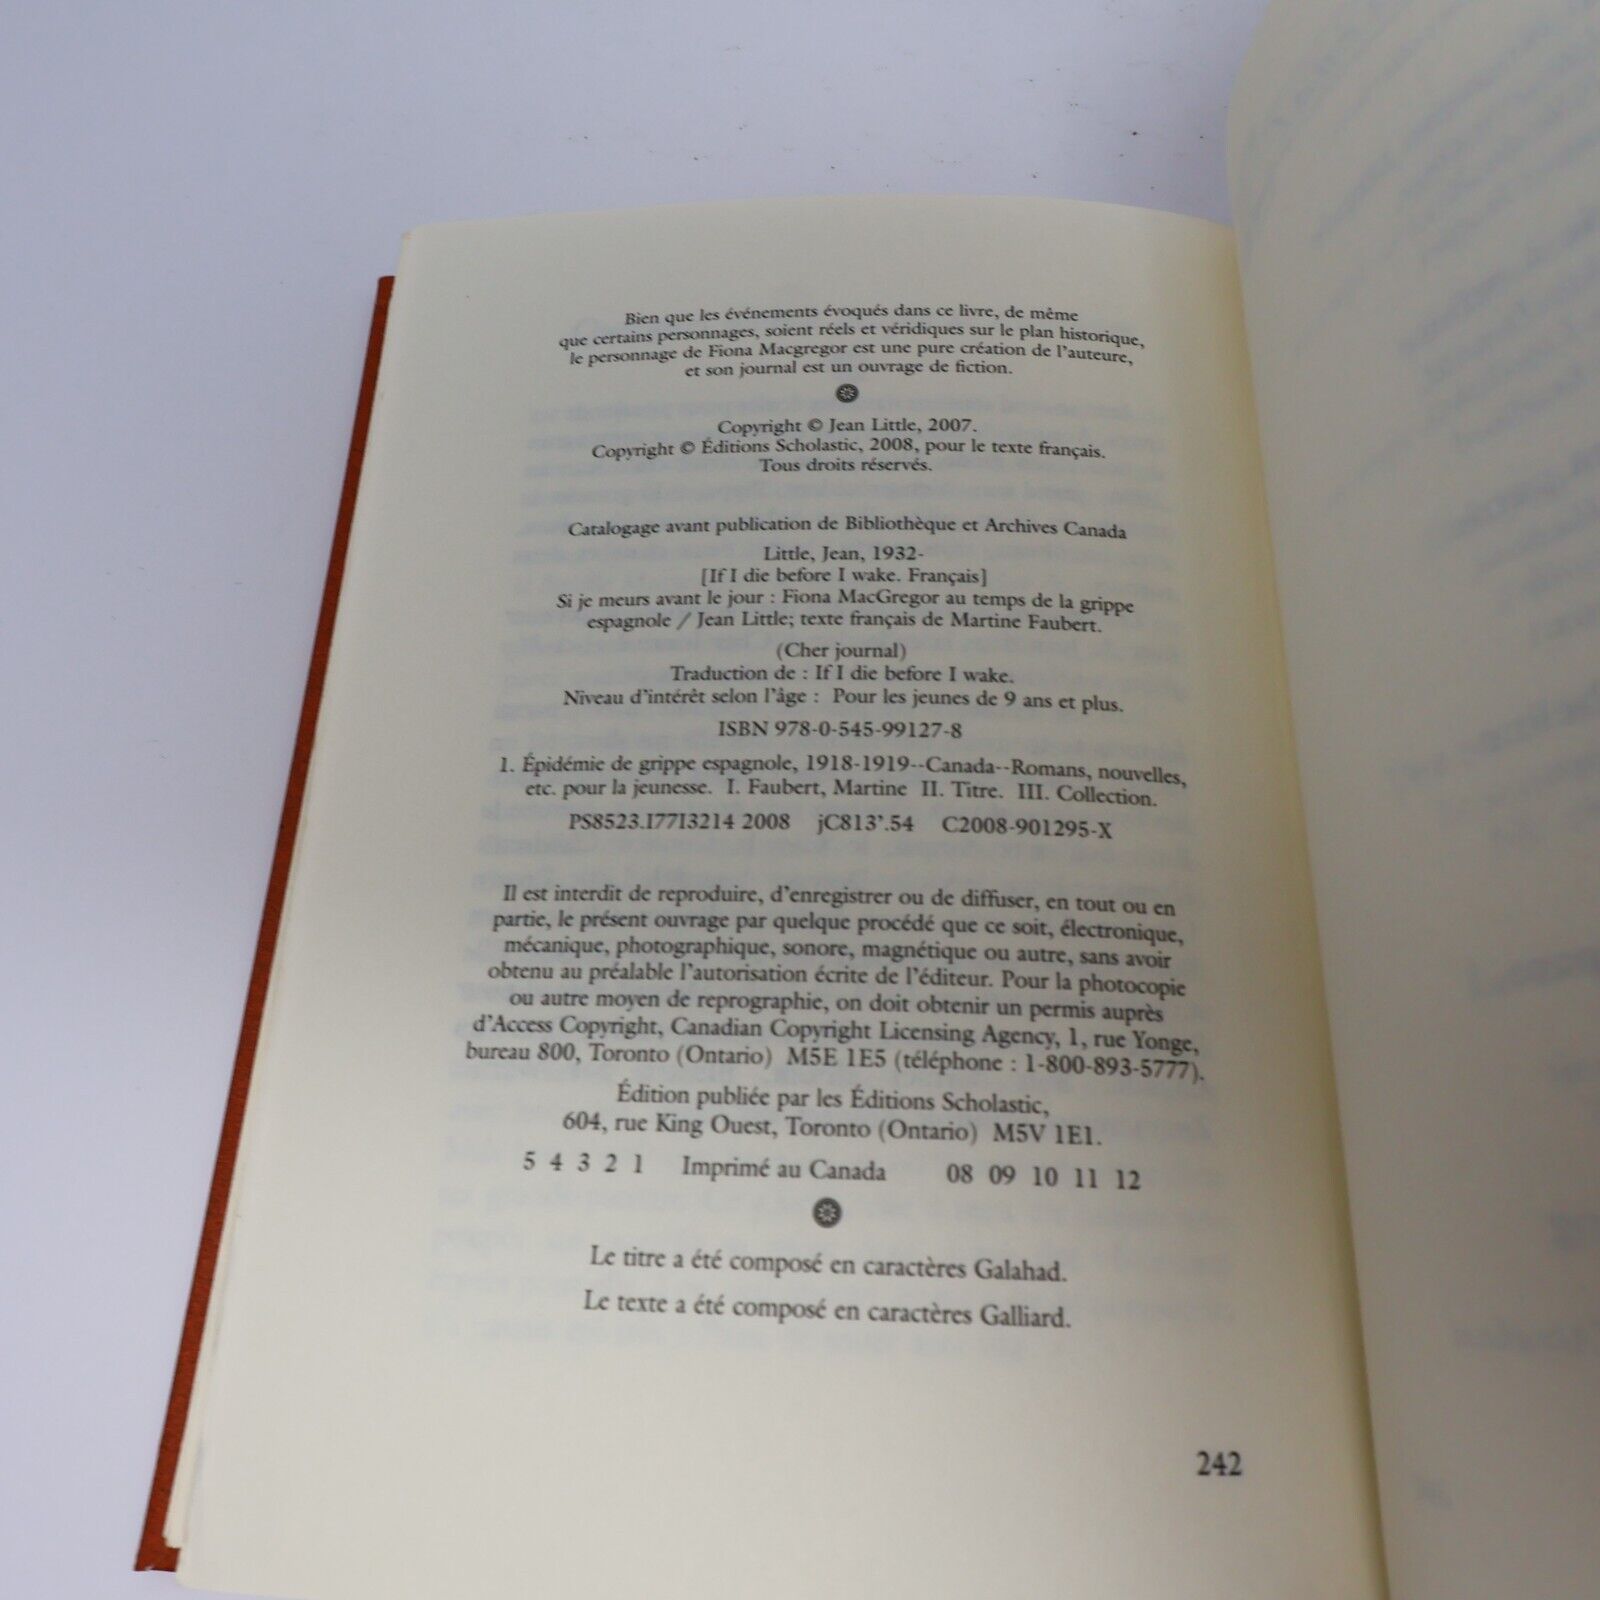 Bien que les événements évoqués dans ce livre, de même
que certains personnages, soient réels et véridiques sur le plan historique,
le personnage de Fiona Macgregor est une pure création de l'auteure,
et son journal est un ouvrage de fiction.
Copyright © Jean Little, 2007.
Copyright © Éditions Scholastic, 2008, pour le texte français.
Tous droits réservés.
Catalogage avant publication de Bibliothèque et Archives Canada
Little, Jean, 1932-
[If I die before I wake. Français]
Si je meurs avant le jour : Fiona MacGregor au temps de la grippe
espagnole / Jean Little; texte français de Martine Faubert.
(Cher journal)
Traduction de : If I die before I wake.
Niveau d'intérêt selon l'âge : Pour les jeunes de 9 ans et plus.
ISBN 978-0-545-99127-8
1. Épidémie de grippe espagnole, 1918-1919--Canada--Romans, nouvelles,
etc. pour la jeunesse. I. Faubert, Martine II. Titre. III. Collection.
PS8523.I77I3214 2008 jC813'.54 C2008-901295-X
Il est interdit de reproduire, d'enregistrer ou de diffuser, en tout ou en
partie, le présent ouvrage par quelque procédé que ce soit, électronique,
mécanique, photographique, sonore, magnétique ou autre, sans avoir
obtenu au préalable l'autorisation écrite de l'éditeur. Pour la photocopie
ou autre moyen de reprographie, on doit obtenir un permis auprès
d'Access Copyright, Canadian Copyright Licensing Agency, 1, rue Yonge,
bureau 800, Toronto (Ontario) M5E 1E5 (téléphone : 1-800-893-5777).
Édition publiée par les Éditions Scholastic,
604, rue King Ouest, Toronto (Ontario) M5V 1E1.
5 4 3 2 1 Imprimé au Canada 08 09 10 11 12
Le titre a été composé en caractères Galahad.
Le texte a été composé en caractères Galliard.
242